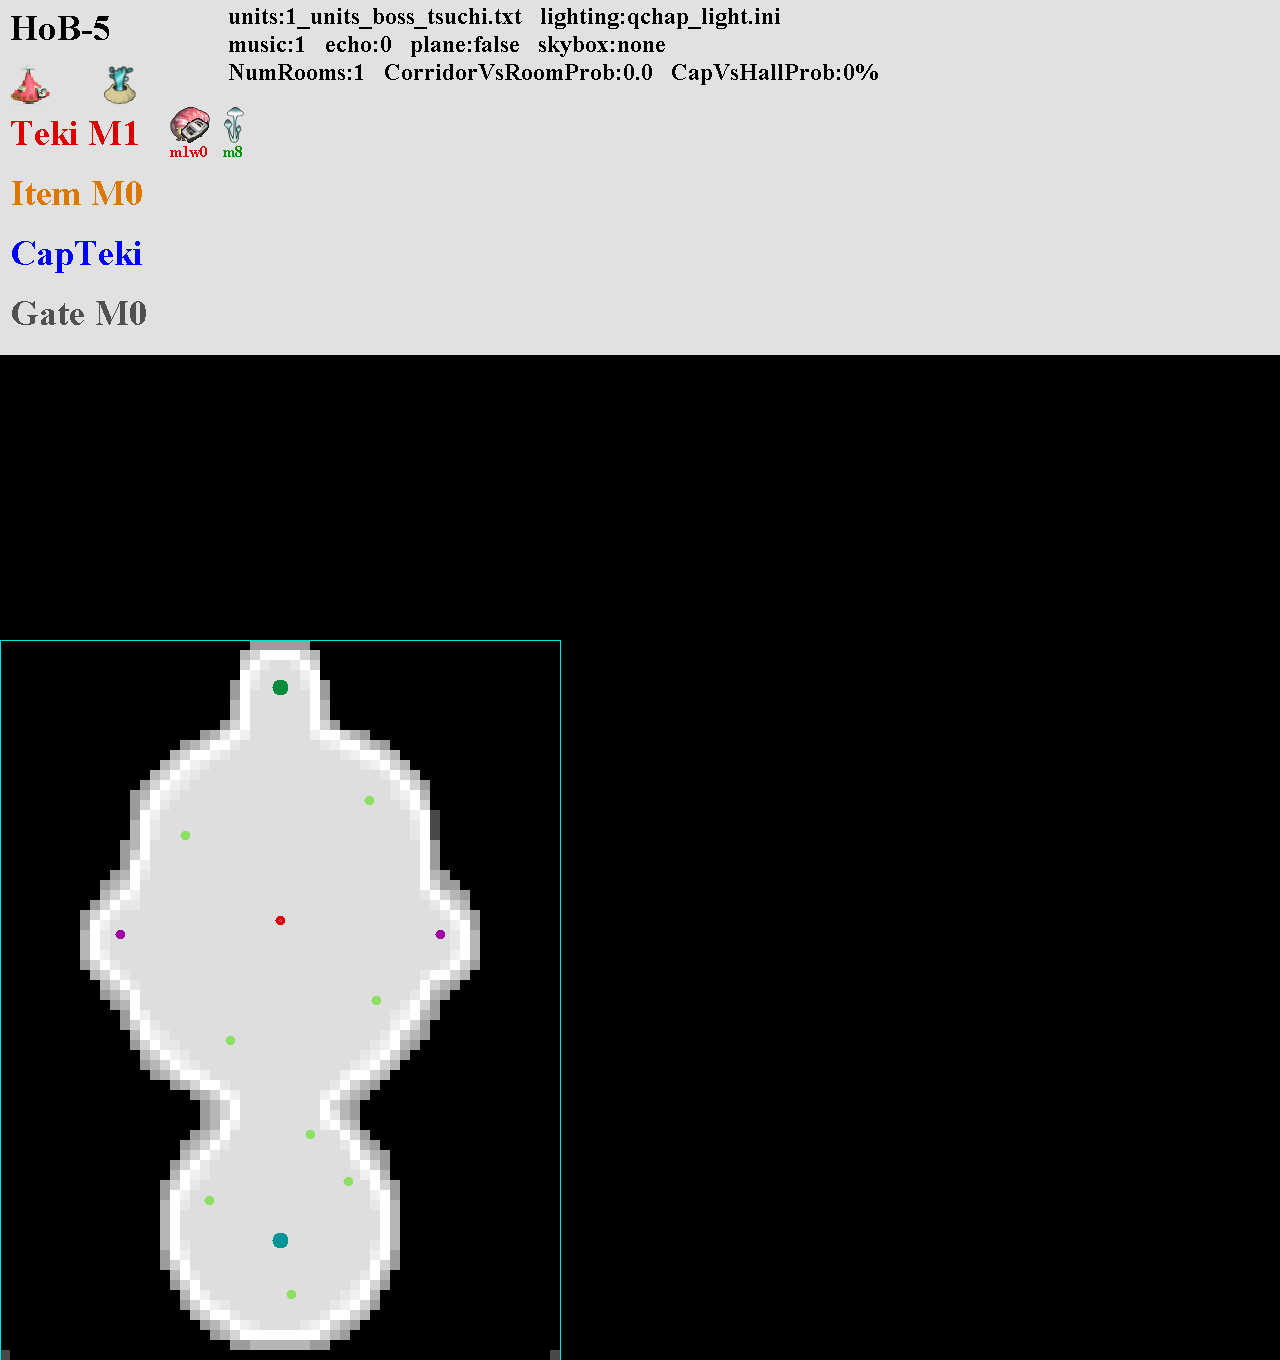 HoB-5
units:1_units_boss_tsuchi.txt lighting:qchap_light.ini
music:1 echo:0 plane:false skybox:none
NumRooms:1 CorridorVsRoomProb:0.0 CapVsHallProb:0%
Teki M1
m1w0 m8
Item M0
CapTeki
Gate M0